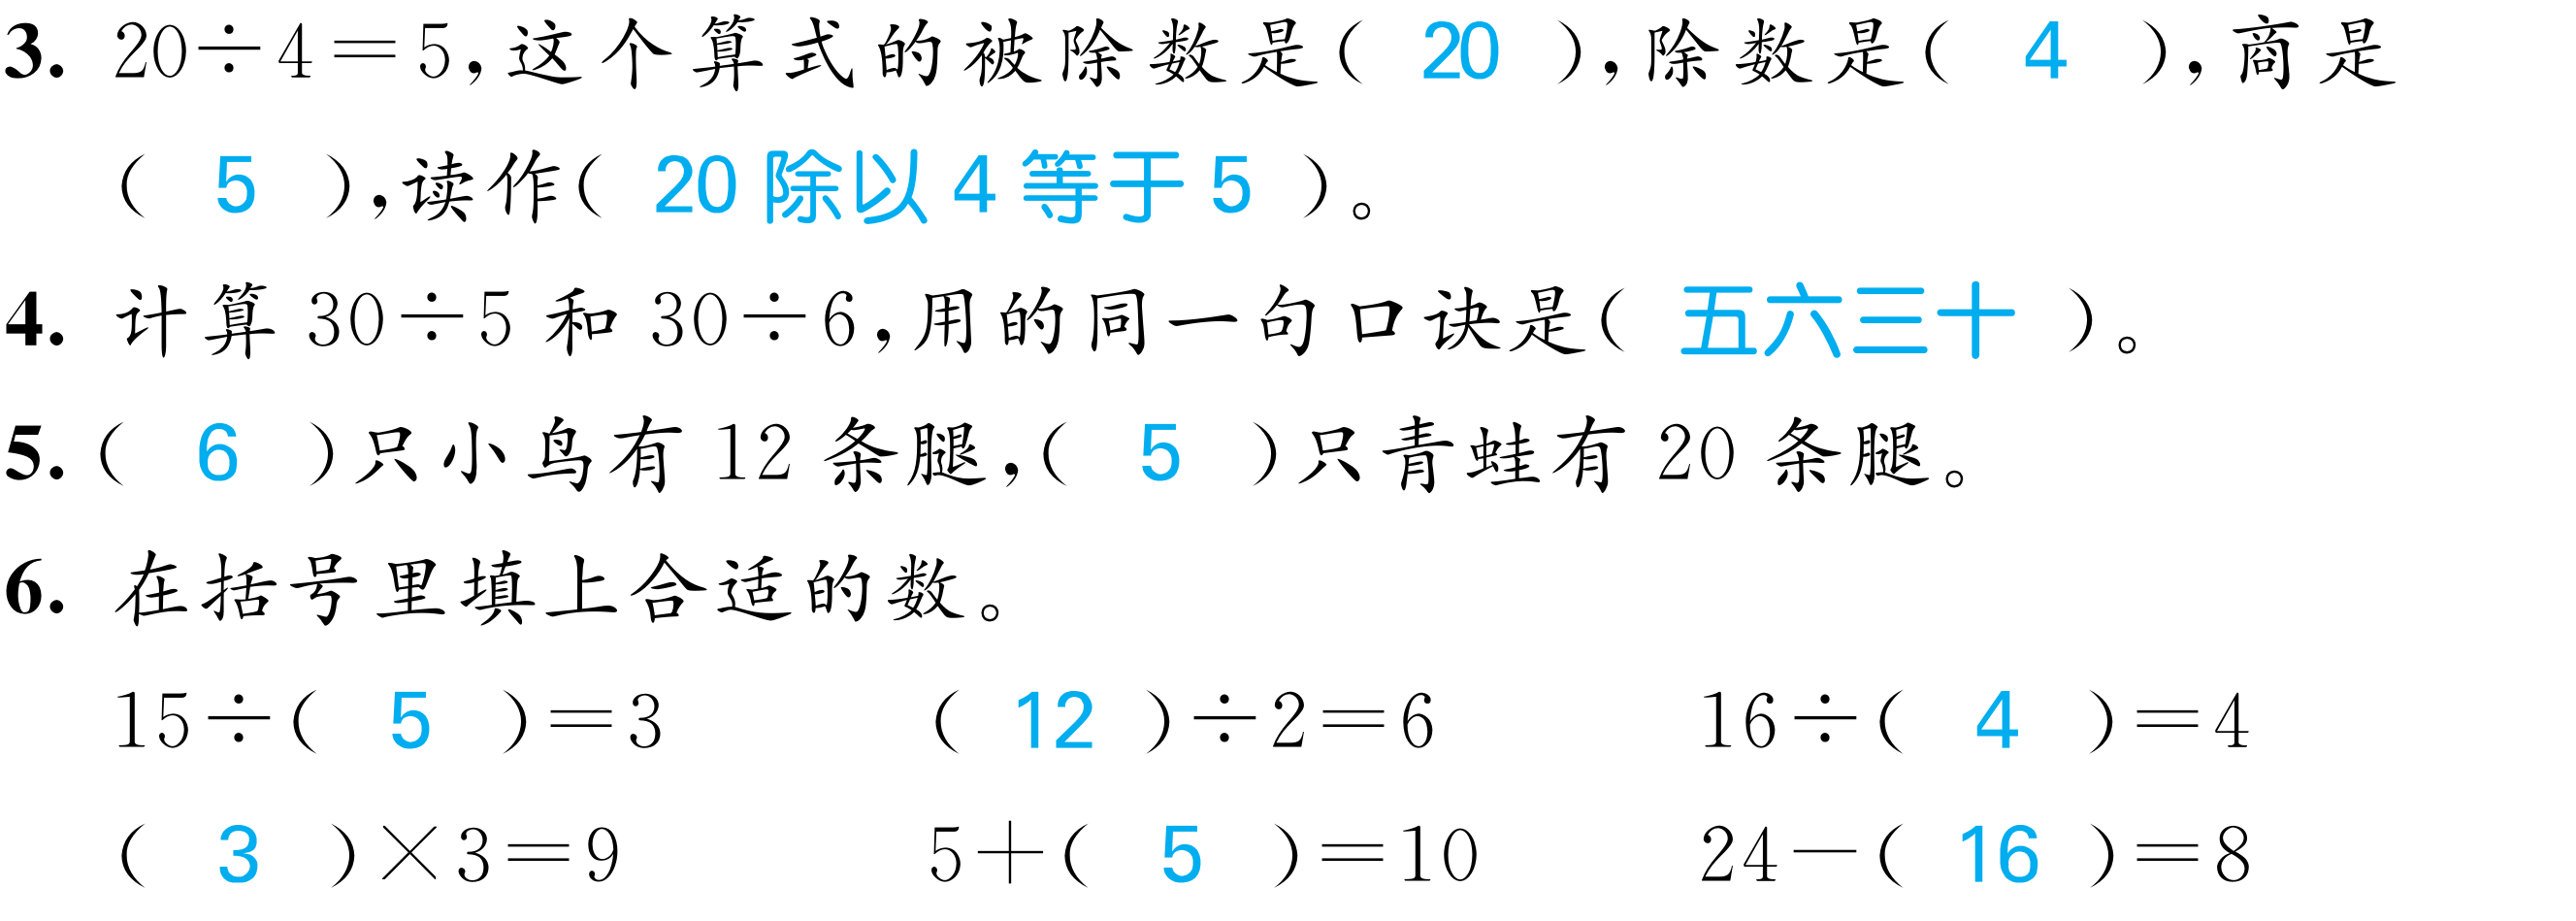 3. 20÷4=5,这个算式的被除数是( 20 ),除数是( 4 ),商是
( 5 ),读作( 20 除以 4 等于 5 )。
4. 计算 30÷5 和 30÷6,用的同一句口诀是( 五六三十 )。
5. ( 6 )只小鸟有 12 条腿,( 5 )只青蛙有 20 条腿。
6. 在括号里填上合适的数。
15÷( 5 )=3 ( 12 )÷2=6 16÷( 4 )=4
( 3 )×3=9 5+( 5 )=10 24-( 16 )=8